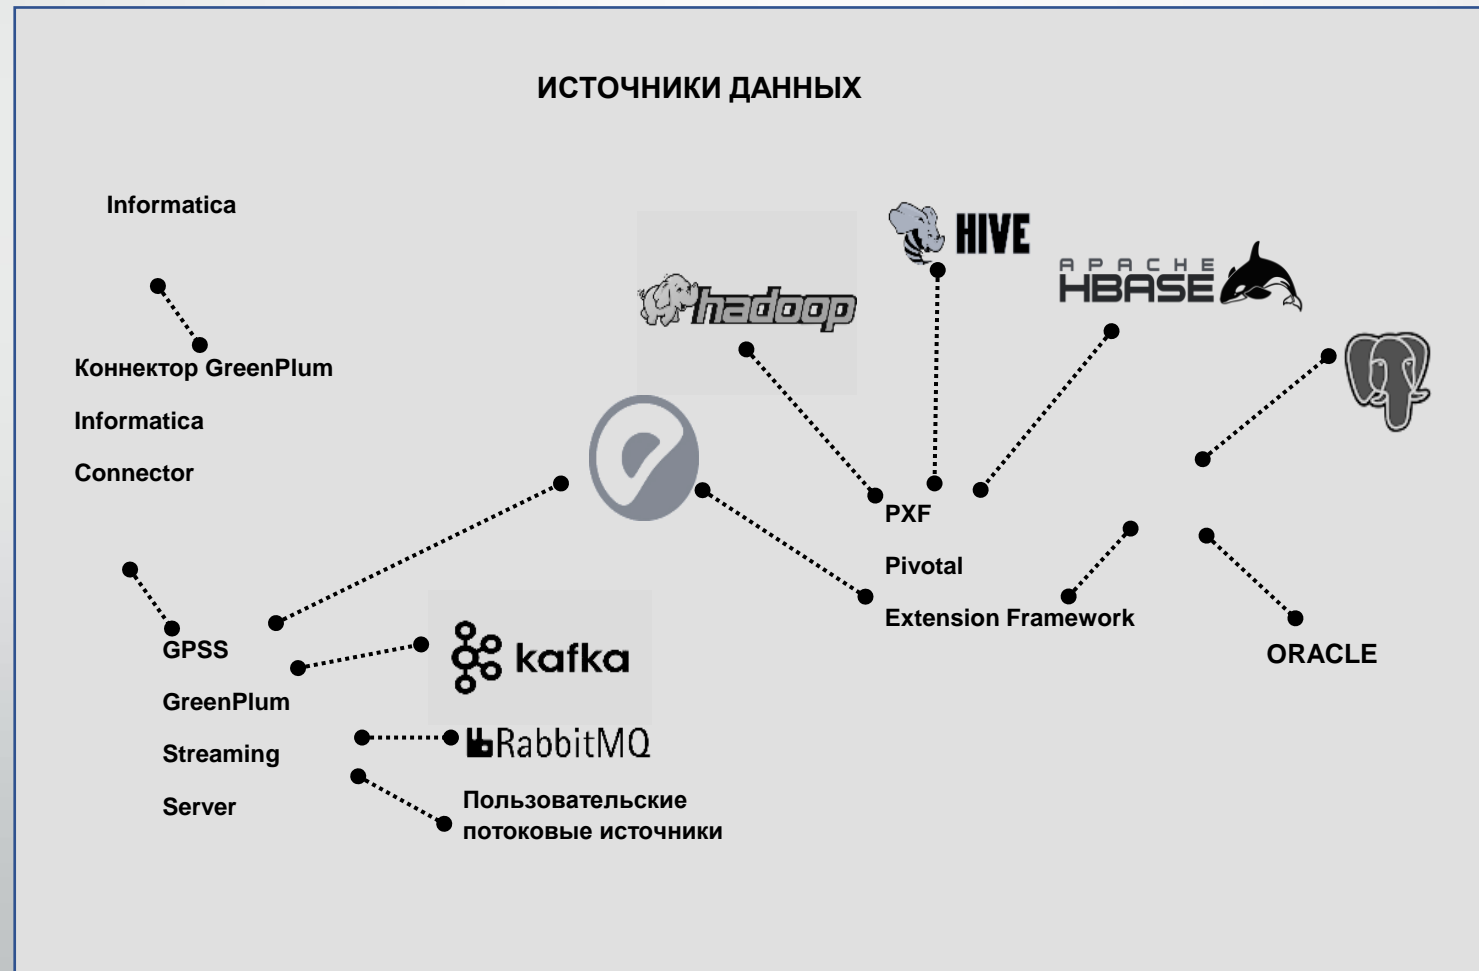 ИСТОЧНИКИ ДАННЫХ
Informatica
Коннектор GreenPlum
Informatica
Connector
hadoop
HIVE
APACHE
HBASE
PXF
Pivotal
Extension Framework
ORACLE
GPSS
GreenPlum
Streaming
Server
kafka
RabbitMQ
Пользовательские
потоковые источники